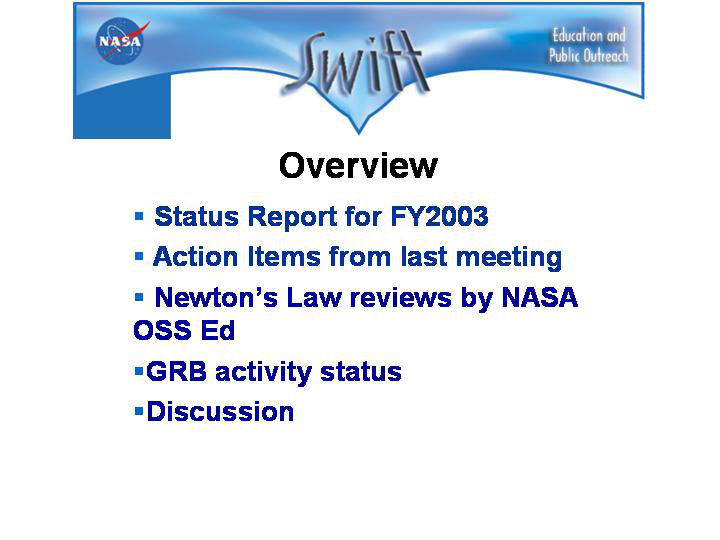 NASA
Swift
Education and
Public Outreach
Overview
▪ Status Report for FY2003
▪ Action Items from last meeting
▪ Newton’s Law reviews by NASA
OSS Ed
▪GRB activity status
▪Discussion